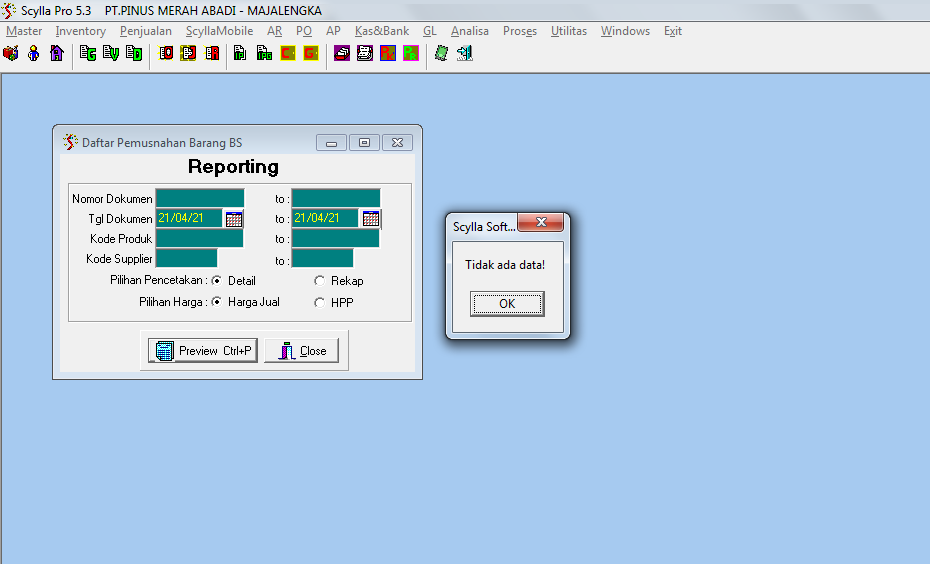 Scylla Pro 5.3 PT.PINUS MERAH ABADI - MAJALENGKA
Master Inventory Penjualan ScyllaMobile AR PO AP Kas&Bank GL Analisa Proses Utilitas Windows Exit
Daftar Pemusnahan Barang BS
Reporting
Nomor Dokumen to :
Tgl Dokumen 21/04/21 to : 21/04/21
Kode Produk to :
Kode Supplier to :
Pilihan Pencetakan : Detail Rekap
Pilihan Harga : Harga Jual HPP
Preview Ctrl+P Close
Scylla Soft...
Tidak ada data!
OK